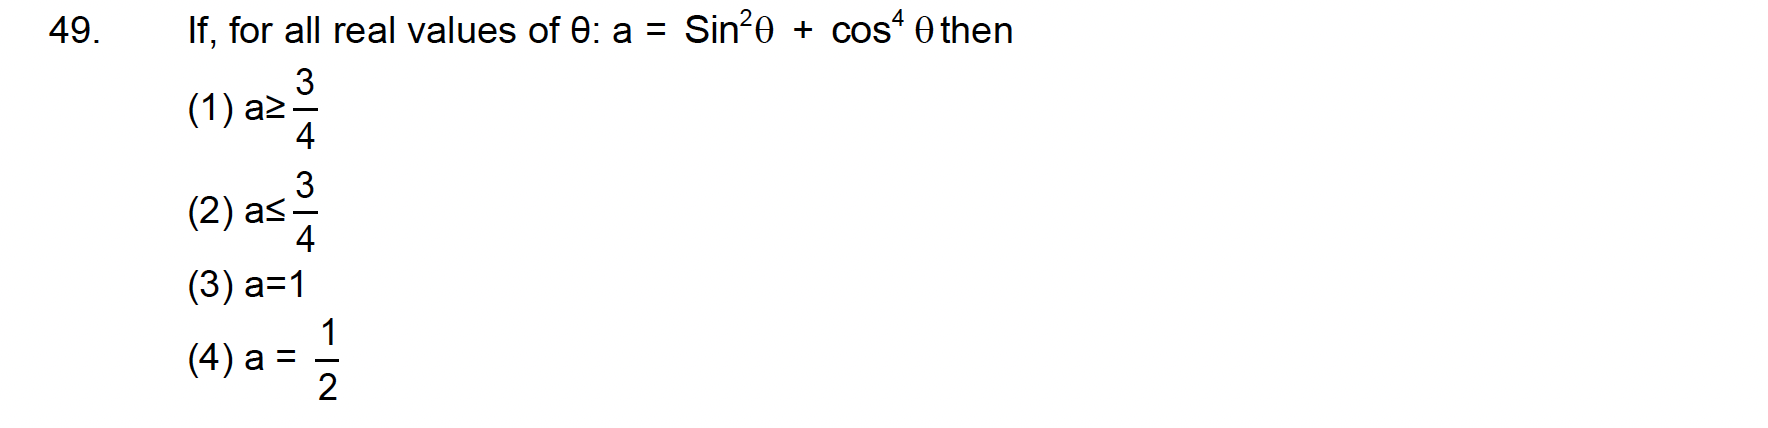 49. If, for all real values of θ: a = Sin²θ + cos⁴ θ then
(1) a≥ 3/4
(2) a≤ 3/4
(3) a=1
(4) a = 1/2